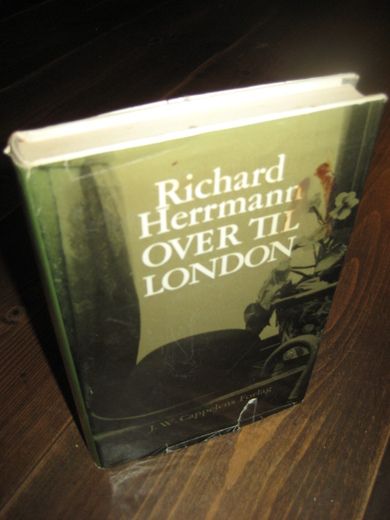 Richard
Herrmann
OVER TIL
LONDON
J. W. Cappelens Forlag